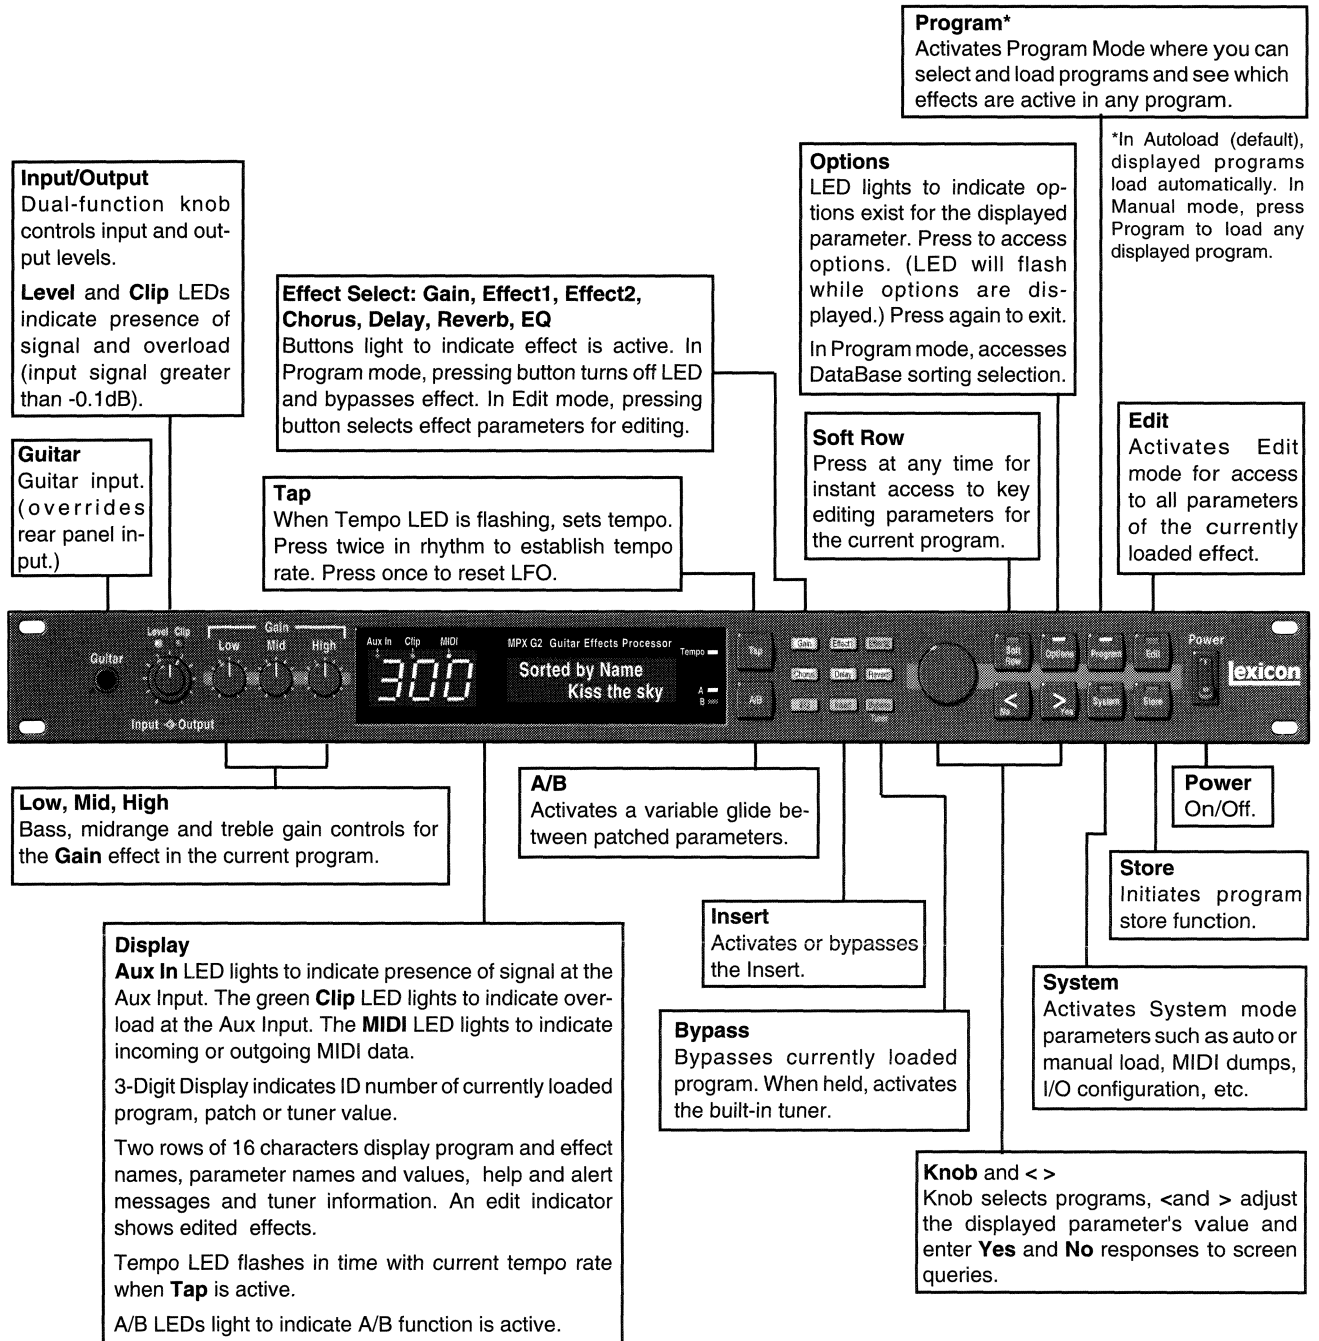 Program*
Activates Program Mode where you can
select and load programs and see which
effects are active in any program.
*In Autoload (default),
displayed programs
load automatically. In
Manual mode, press
Program to load any
displayed program.
Options
LED lights to indicate op-
tions exist for the displayed
parameter. Press to access
options. (LED will flash
while options are dis-
played.) Press again to exit.
In Program mode, accesses
DataBase sorting selection.
Input/Output
Dual-function knob
controls input and out-
put levels.
Level and Clip LEDs
indicate presence of
signal and overload
(input signal greater
than -0.1dB).
Effect Select: Gain, Effect1, Effect2,
Chorus, Delay, Reverb, EQ
Buttons light to indicate effect is active. In
Program mode, pressing button turns off LED
and bypasses effect. In Edit mode, pressing
button selects effect parameters for editing.
Guitar
Guitar input.
(overrides
rear panel in-
put.)
Tap
When Tempo LED is flashing, sets tempo.
Press twice in rhythm to establish tempo
rate. Press once to reset LFO.
Soft Row
Press at any time for
instant access to key
editing parameters for
the current program.
Edit
Activates Edit
mode for access
to all parameters
of the currently
loaded effect.
Guitar
Level Clip
Input Output
Gain
Low Mid High
Aux In Clip MIDI
300
MPX G2 Guitar Effects Processor
Sorted by Name
Kiss the sky
Tempo
A
B
Tap
A/B
Gain Effect1 Effect2
Chorus Delay Reverb
EQ Insert Bypass
Tuner
Soft Row
Options
Program
Edit
< No
> Yes
System
Store
Power
lexicon
Low, Mid, High
Bass, midrange and treble gain controls for
the Gain effect in the current program.
A/B
Activates a variable glide be-
tween patched parameters.
Power
On/Off.
Store
Initiates program
store function.
Insert
Activates or bypasses
the Insert.
Display
Aux In LED lights to indicate presence of signal at the
Aux Input. The green Clip LED lights to indicate over-
load at the Aux Input. The MIDI LED lights to indicate
incoming or outgoing MIDI data.
3-Digit Display indicates ID number of currently loaded
program, patch or tuner value.
Two rows of 16 characters display program and effect
names, parameter names and values, help and alert
messages and tuner information. An edit indicator
shows edited effects.
Tempo LED flashes in time with current tempo rate
when Tap is active.
A/B LEDs light to indicate A/B function is active.
System
Activates System mode
parameters such as auto or
manual load, MIDI dumps,
I/O configuration, etc.
Bypass
Bypasses currently loaded
program. When held, activates
the built-in tuner.
Knob and < >
Knob selects programs, <and > adjust
the displayed parameter's value and
enter Yes and No responses to screen
queries.